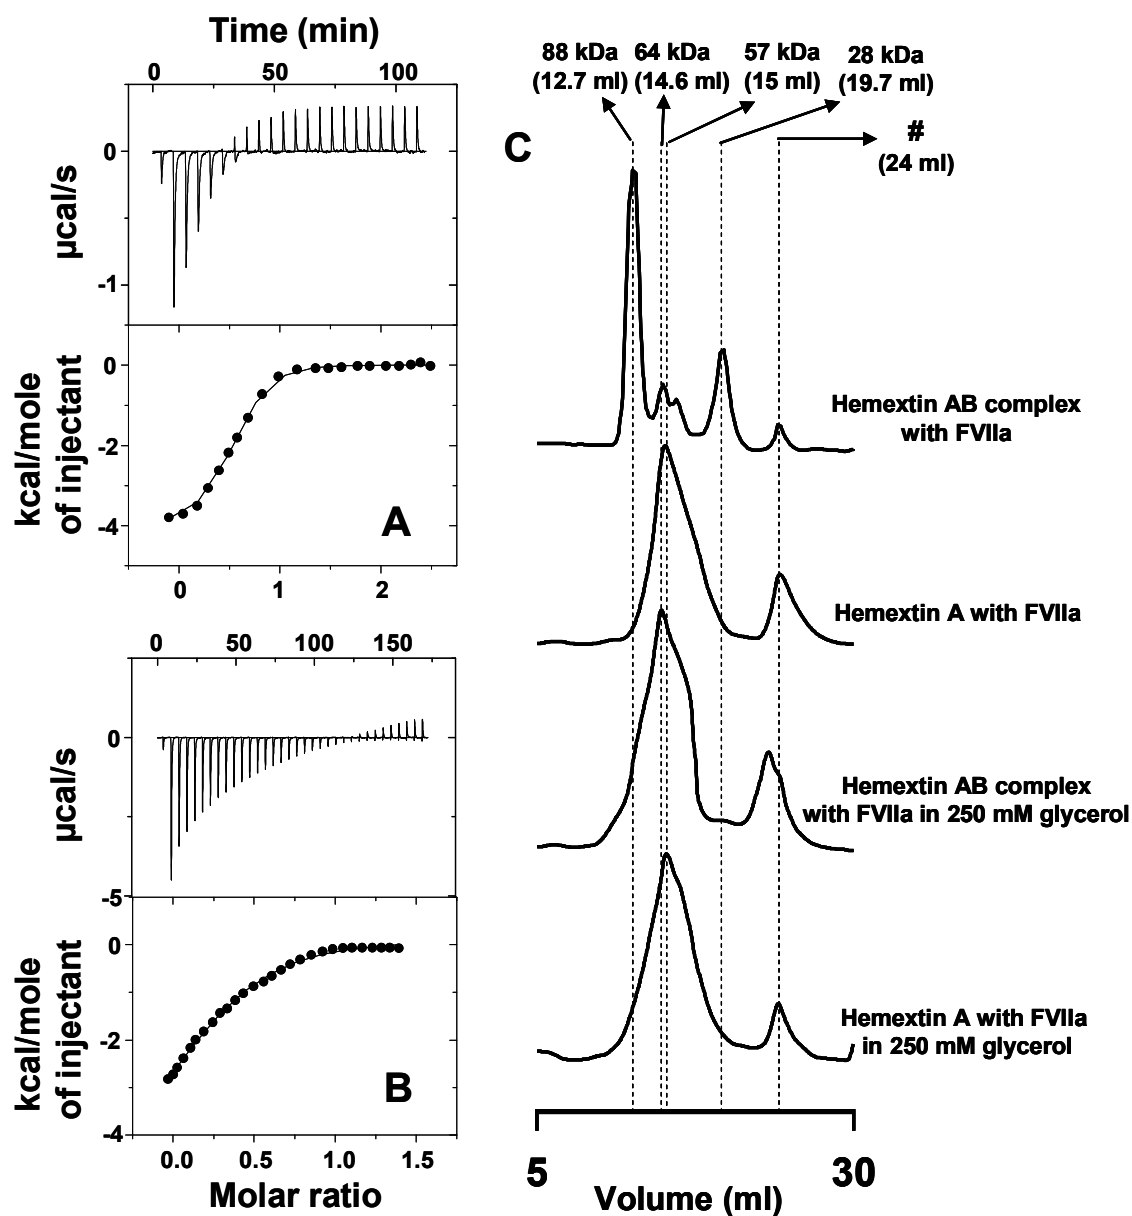 Time (min)
0 50 100
0
-1
µcal/s
0
-2
-4
kcal/mole
of injectant
A
0 1 2
0 50 100 150
0
-5
µcal/s
0
-2
-4
kcal/mole
of injectant
B
0.0 0.5 1.0 1.5
Molar ratio
C
88 kDa 64 kDa 57 kDa 28 kDa
(12.7 ml) (14.6 ml) (15 ml) (19.7 ml)
#
(24 ml)
Hemextin AB complex
with FVIIa
Hemextin A with FVIIa
Hemextin AB complex
with FVIIa in 250 mM glycerol
Hemextin A with FVIIa
in 250 mM glycerol
5 30
Volume (ml)